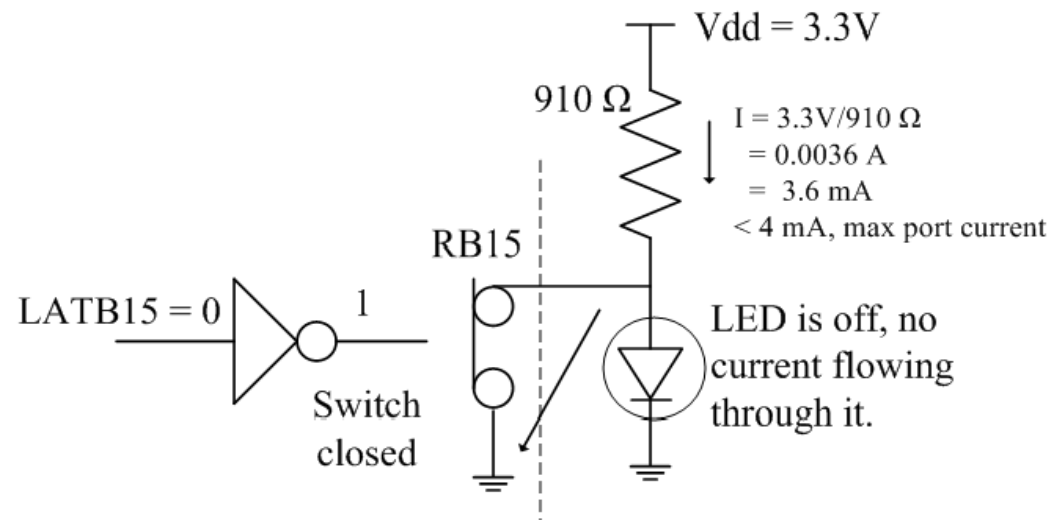 Vdd = 3.3V
910 Ω
I = 3.3V/910 Ω
= 0.0036 A
= 3.6 mA
< 4 mA, max port current
RB15
LATB15 = 0
1
Switch
closed
LED is off, no
current flowing
through it.